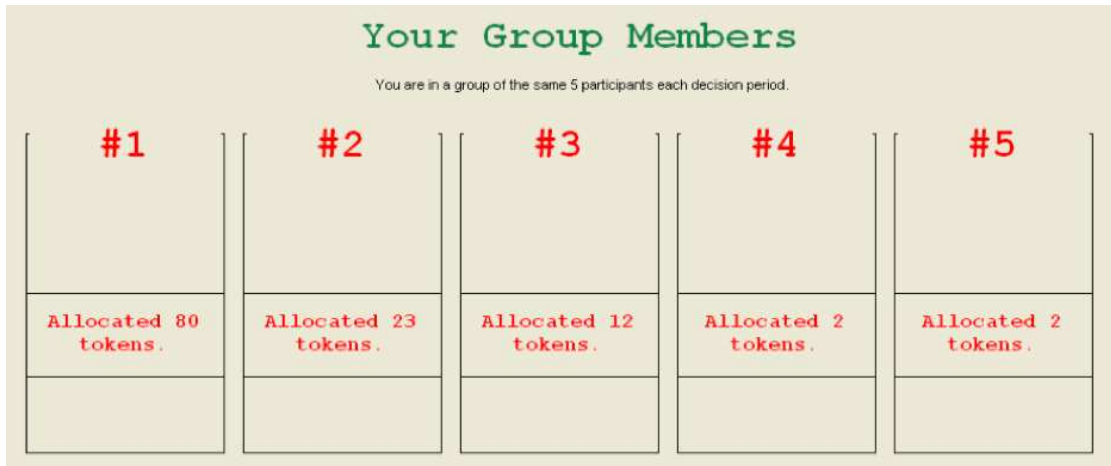 Your Group Members
You are in a group of the same 5 participants each decision period.
#1 #2 #3 #4 #5
Allocated 80 tokens.
Allocated 23 tokens.
Allocated 12 tokens.
Allocated 2 tokens.
Allocated 2 tokens.